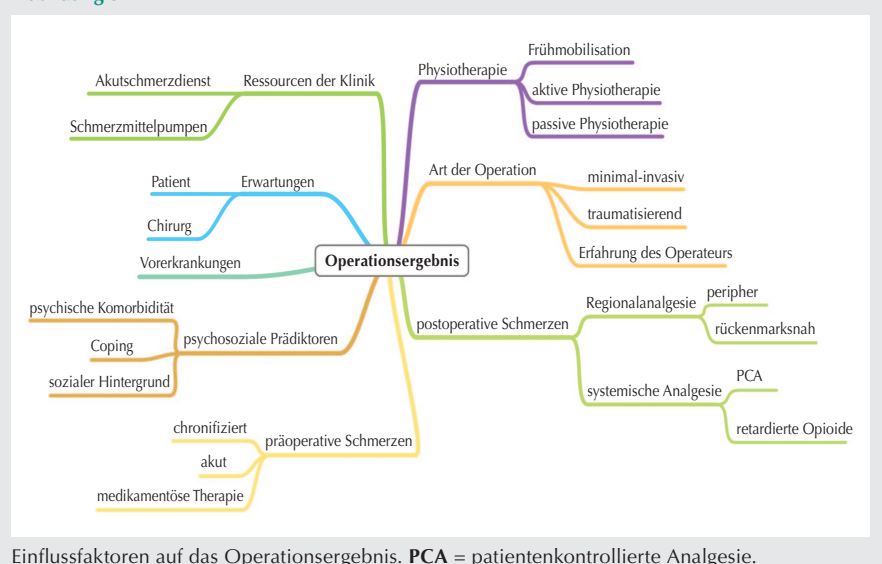 Ressourcen der Klinik
Akutschmerzdienst
Schmerzmittelpumpen
Erwartungen
Patient
Chirurg
Vorerkrankungen
psychosoziale Prädiktoren
psychische Komorbidität
Coping
sozialer Hintergrund
präoperative Schmerzen
chronifiziert
akut
medikamentöse Therapie
Operationsergebnis
Physiotherapie
Frühmobilisation
aktive Physiotherapie
passive Physiotherapie
Art der Operation
minimal-invasiv
traumatisierend
Erfahrung des Operateurs
postoperative Schmerzen
Regionalanalgesie
peripher
rückenmarksnah
systemische Analgesie
PCA
retardierte Opioide
Einflussfaktoren auf das Operationsergebnis. PCA = patientenkontrollierte Analgesie.